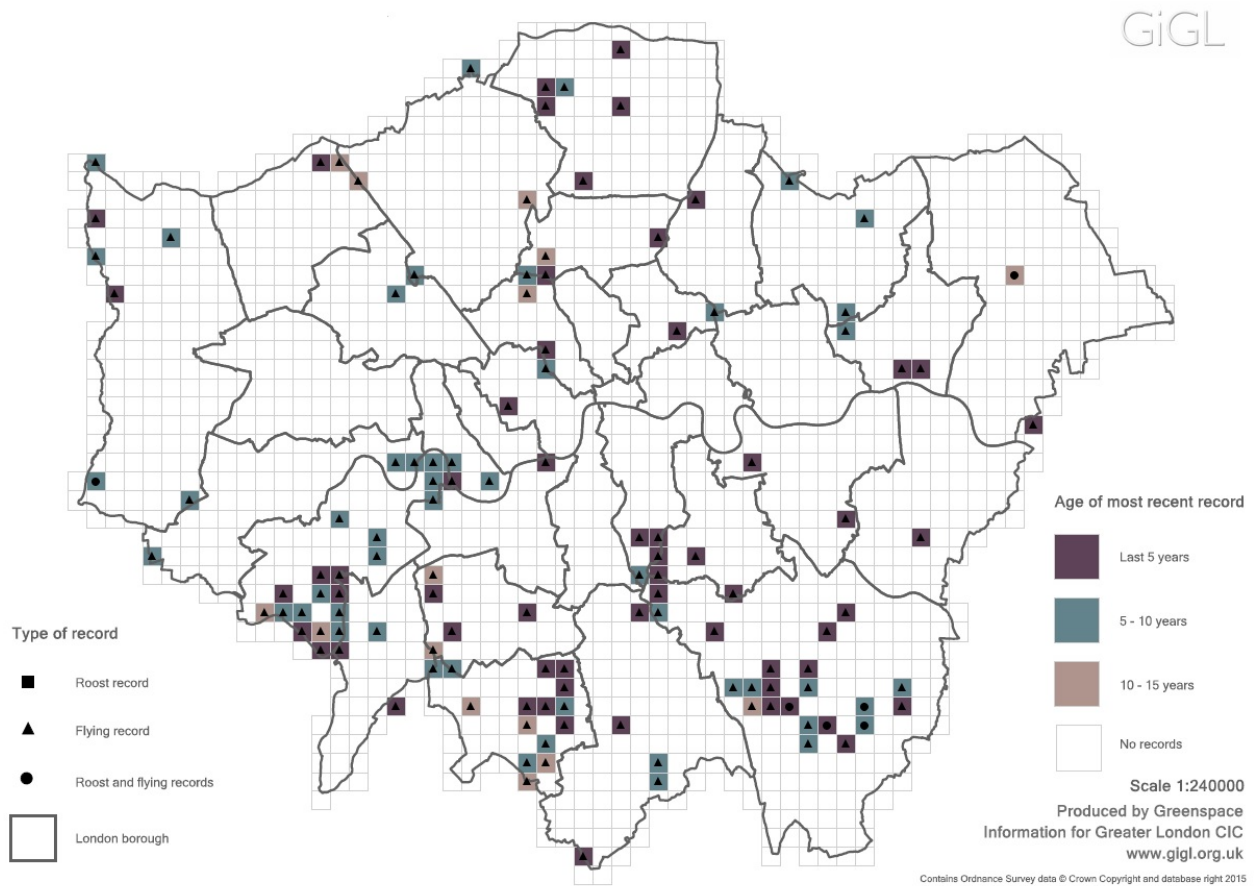 GiGL
Age of most recent record
Last 5 years
5 - 10 years
10 - 15 years
No records
Type of record
Roost record
Flying record
Roost and flying records
London borough
Scale 1:240000
Produced by Greenspace
Information for Greater London CIC
www.gigl.org.uk
Contains Ordnance Survey data © Crown Copyright and database right 2015